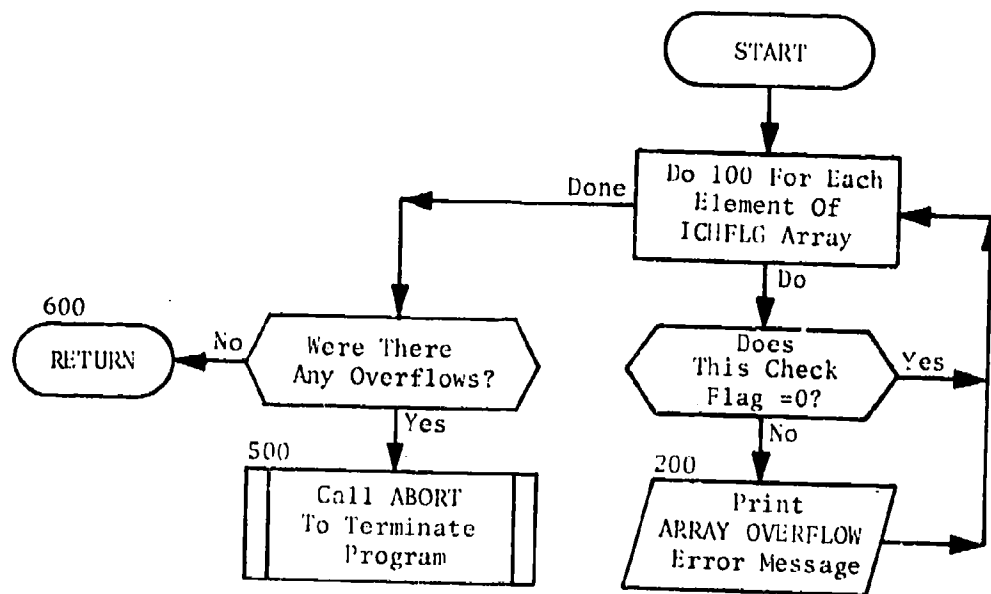 START
Do 100 For Each
Element Of
ICHFLG Array
Done
Do
600
RETURN
No
Were There
Any Overflows?
Yes
500
Call ABORT
To Terminate
Program
Does
This Check
Flag =0?
Yes
No
200
Print
ARRAY OVERFLOW
Error Message